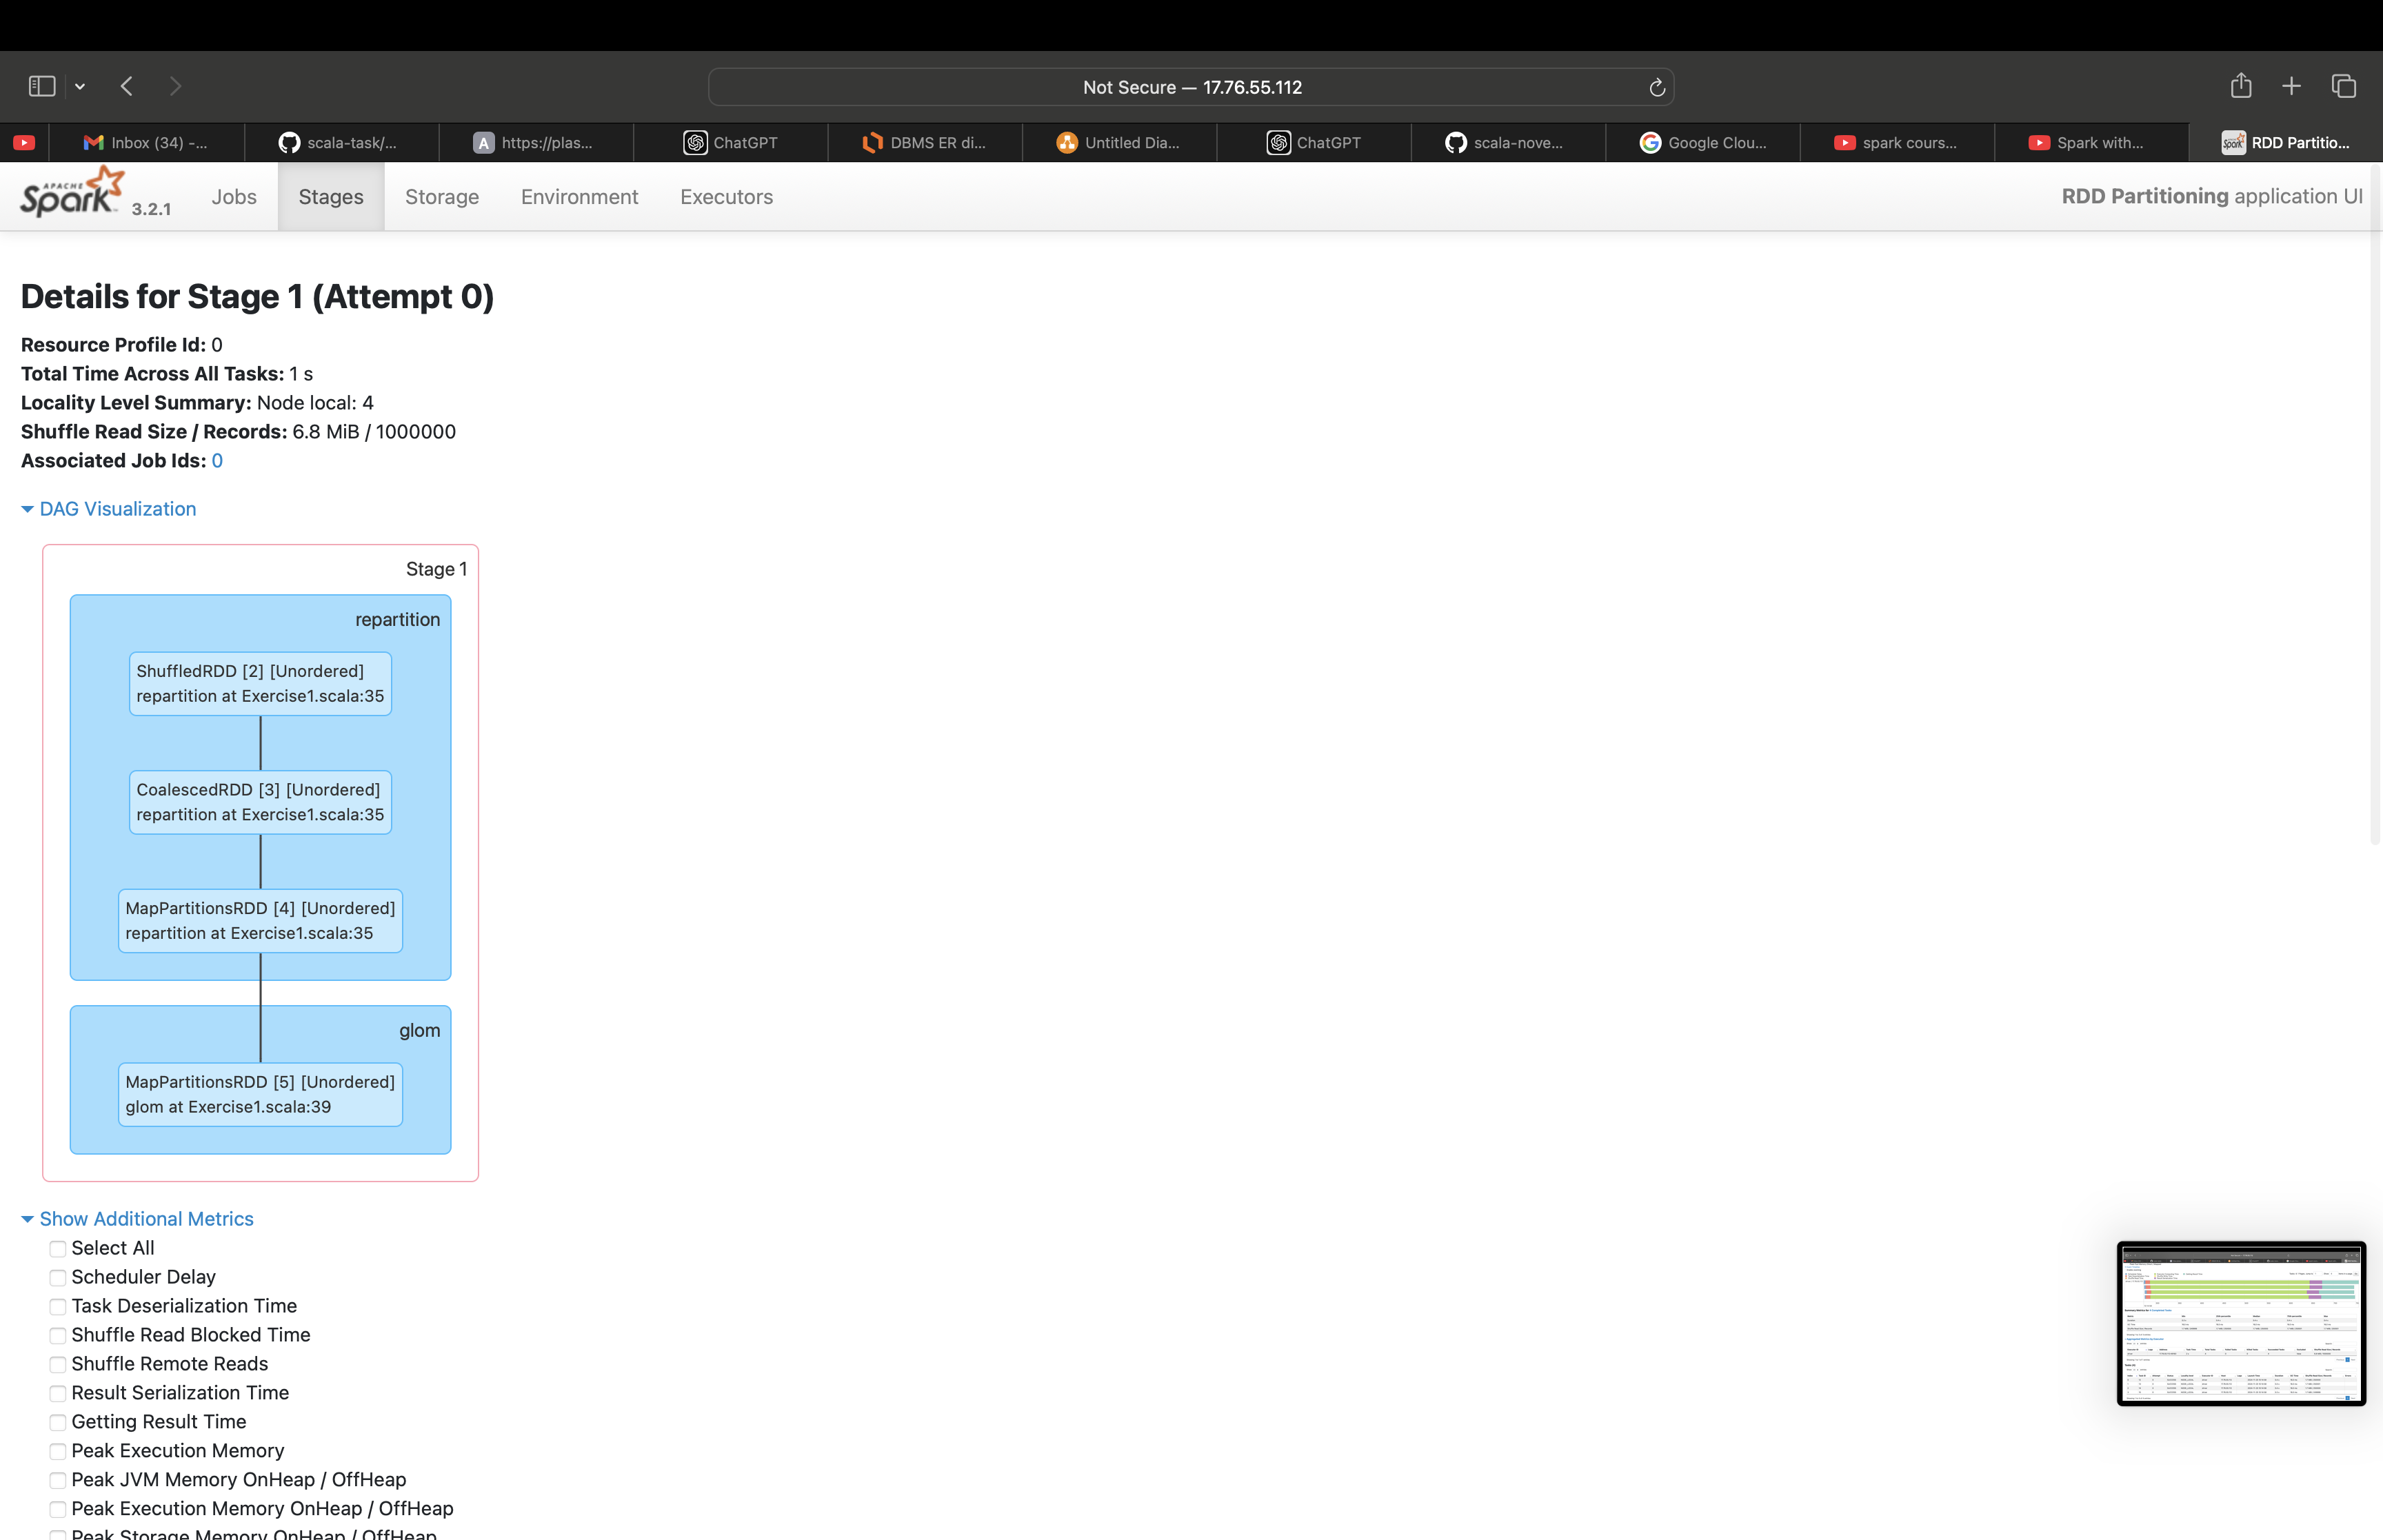 Not Secure — 17.76.55.112
Inbox (34) -...
scala-task/...
A https://plas...
ChatGPT
DBMS ER di...
Untitled Dia...
ChatGPT
scala-nove...
Google Clou...
spark cours...
Spark with...
Spark RDD Partitio...
APACHE Spark 3.2.1
Jobs
Stages
Storage
Environment
Executors
RDD Partitioning application UI
Details for Stage 1 (Attempt 0)
Resource Profile Id: 0
Total Time Across All Tasks: 1 s
Locality Level Summary: Node local: 4
Shuffle Read Size / Records: 6.8 MiB / 1000000
Associated Job Ids: 0
DAG Visualization
Stage 1
repartition
ShuffledRDD [2] [Unordered]
repartition at Exercise1.scala:35
CoalescedRDD [3] [Unordered]
repartition at Exercise1.scala:35
MapPartitionsRDD [4] [Unordered]
repartition at Exercise1.scala:35
glom
MapPartitionsRDD [5] [Unordered]
glom at Exercise1.scala:39
Show Additional Metrics
Select All
Scheduler Delay
Task Deserialization Time
Shuffle Read Blocked Time
Shuffle Remote Reads
Result Serialization Time
Getting Result Time
Peak Execution Memory
Peak JVM Memory OnHeap / OffHeap
Peak Execution Memory OnHeap / OffHeap
Peak Storage Memory OnHeap / OffHeap